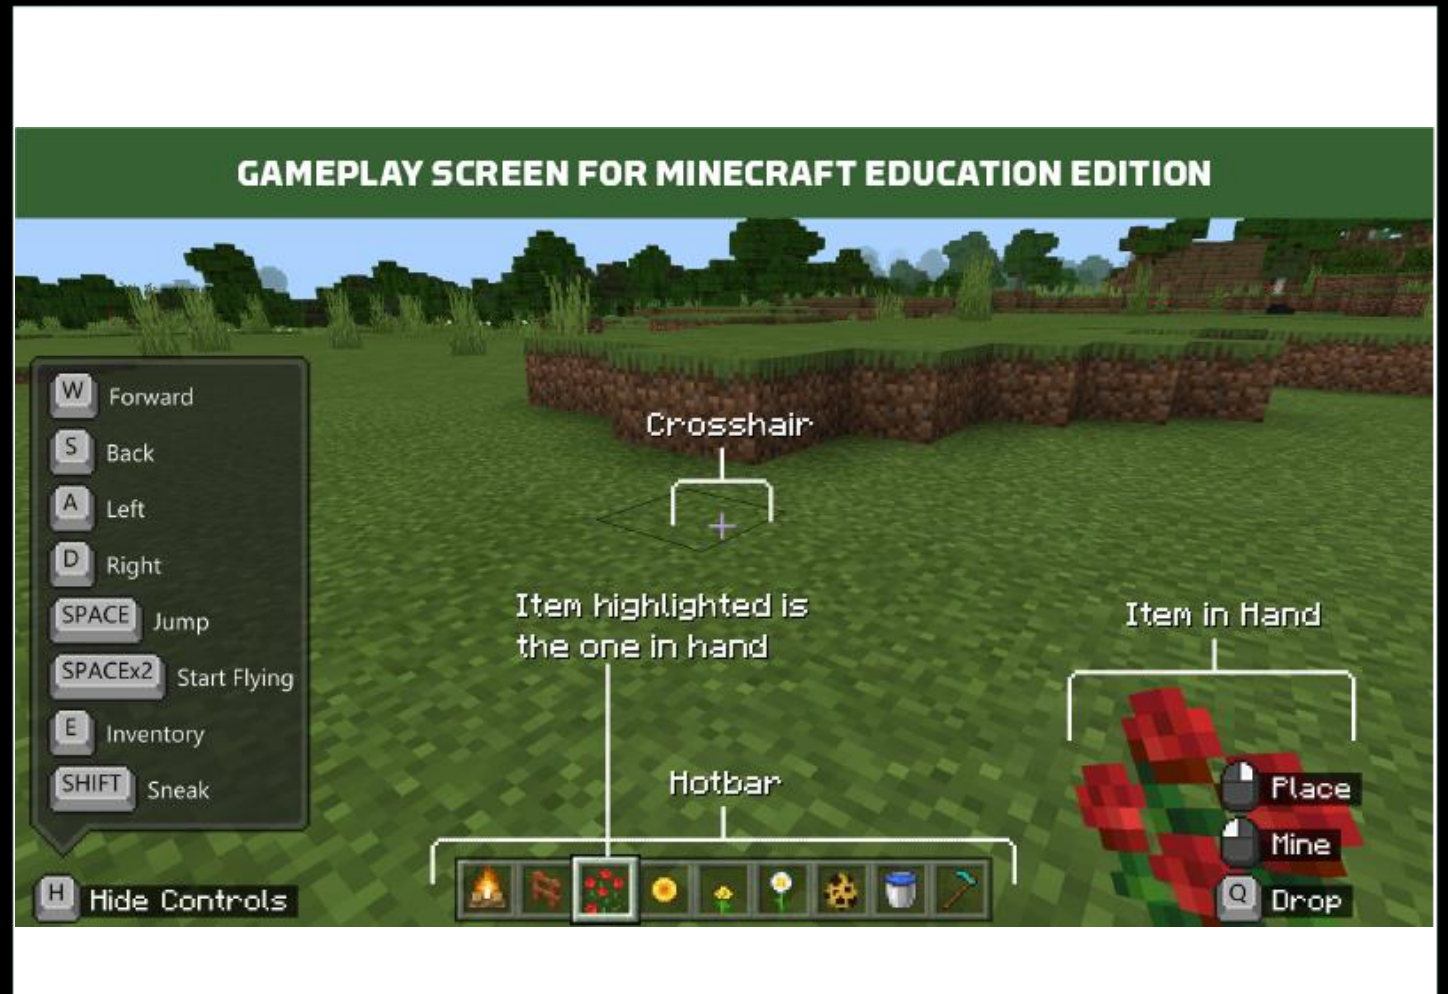 GAMEPLAY SCREEN FOR MINECRAFT EDUCATION EDITION
W Forward
S Back
A Left
D Right
SPACE Jump
SPACEx2 Start Flying
E Inventory
SHIFT Sneak
H Hide Controls
Crosshair
Item highlighted is
the one in hand
Hotbar
Item in Hand
Place
Mine
Q Drop